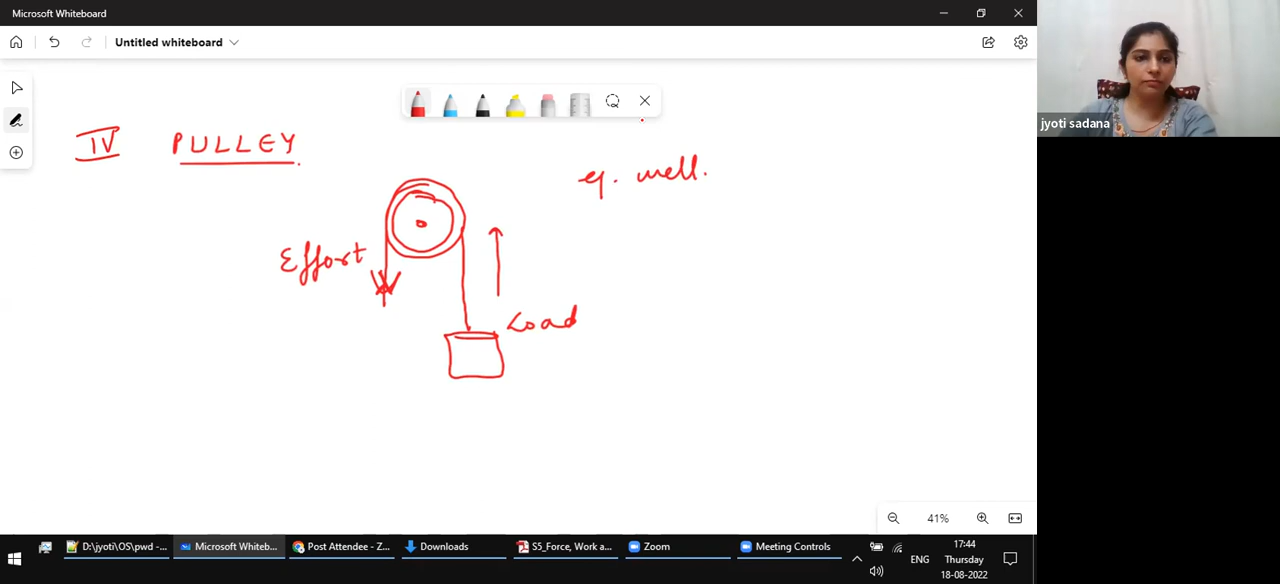 Microsoft Whiteboard
Untitled whiteboard
jyoti sadana
IV PULLEY
eg. well.
Effort
Load
41%
D:\jyoti\OS\pwd -...
Microsoft Whiteb...
Post Attendee - Z...
Downloads
S5_Force, Work a...
Zoom
Meeting Controls
ENG
17:44
Thursday
18-08-2022